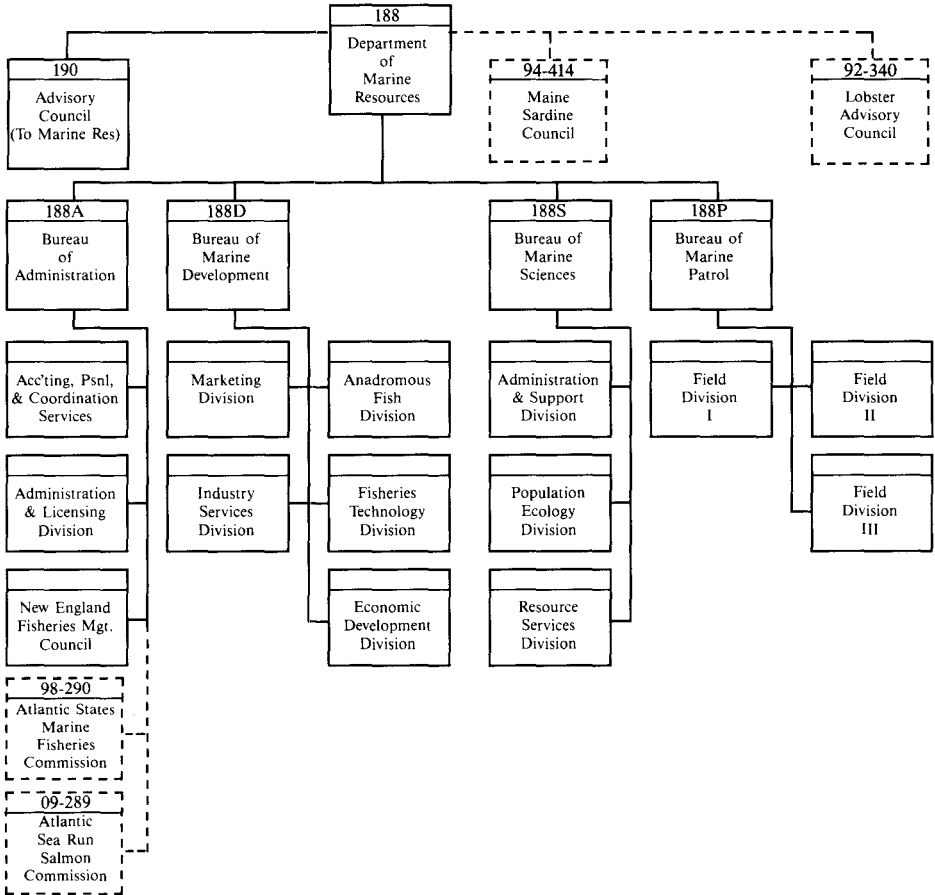 188
Department
of
Marine
Resources
190
Advisory
Council
(To Marine Res)
94-414
Maine
Sardine
Council
92-340
Lobster
Advisory
Council
188A
Bureau
of
Administration
188D
Bureau of
Marine
Development
188S
Bureau of
Marine
Sciences
188P
Bureau of
Marine
Patrol
Acc'ting, Psnl,
& Coordination
Services
Marketing
Division
Anadromous
Fish
Division
Administration
& Support
Division
Field
Division
I
Field
Division
II
Administration
& Licensing
Division
Industry
Services
Division
Fisheries
Technology
Division
Population
Ecology
Division
Field
Division
III
New England
Fisheries Mgt.
Council
Economic
Development
Division
Resource
Services
Division
98-290
Atlantic States
Marine
Fisheries
Commission
09-289
Atlantic
Sea Run
Salmon
Commission